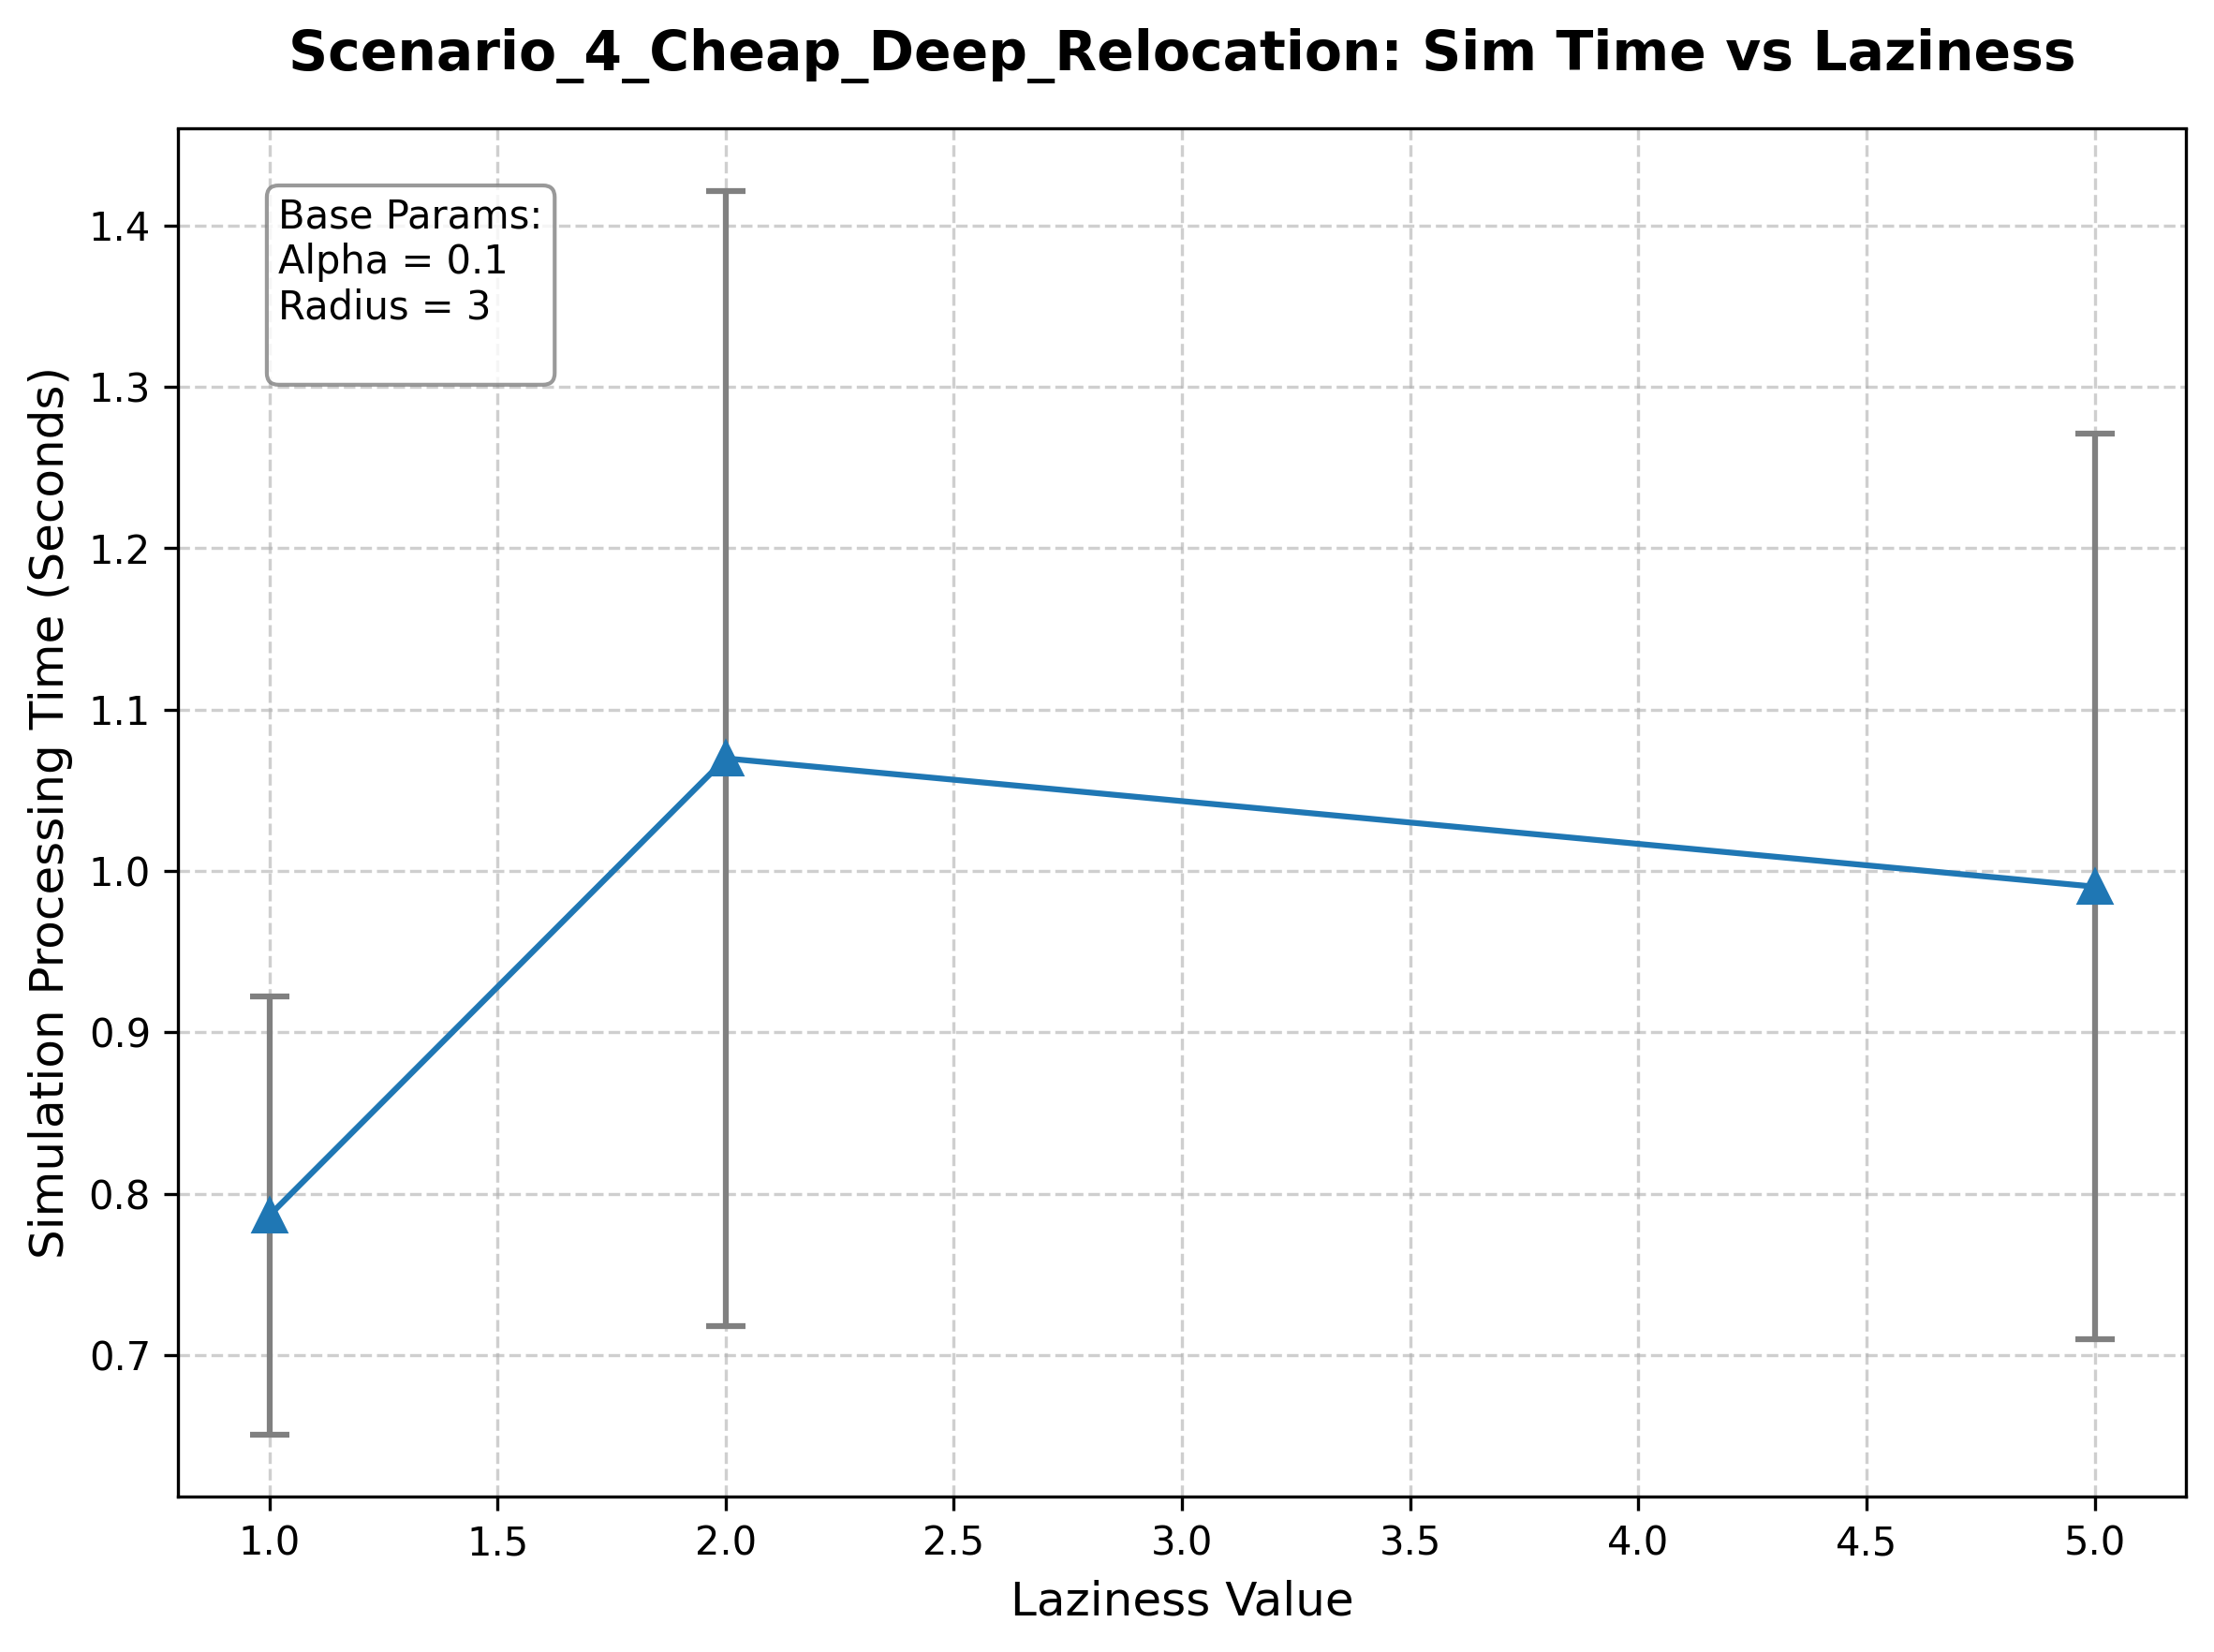 Scenario_4_Cheap_Deep_Relocation: Sim Time vs Laziness
Base Params:
Alpha = 0.1
Radius = 3
Simulation Processing Time (Seconds)
1.4
1.3
1.2
1.1
1.0
0.9
0.8
0.7
1.0 1.5 2.0 2.5 3.0 3.5 4.0 4.5 5.0
Laziness Value